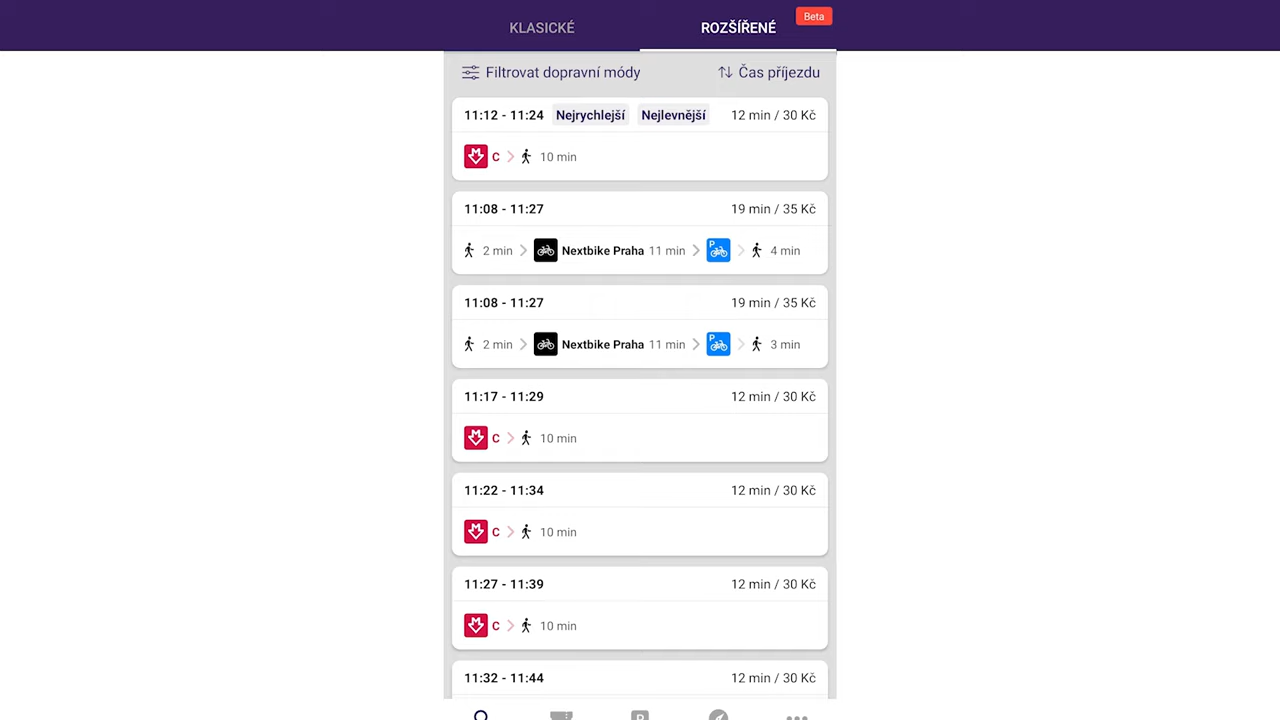 KLASICKÉ ROZŠÍŘENÉ Beta
Filtrovat dopravní módy Čas příjezdu
11:12 - 11:24 Nejrychlejší Nejlevnější 12 min / 30 Kč
C 10 min
11:08 - 11:27 19 min / 35 Kč
2 min Nextbike Praha 11 min P 4 min
11:08 - 11:27 19 min / 35 Kč
2 min Nextbike Praha 11 min P 3 min
11:17 - 11:29 12 min / 30 Kč
C 10 min
11:22 - 11:34 12 min / 30 Kč
C 10 min
11:27 - 11:39 12 min / 30 Kč
C 10 min
11:32 - 11:44 12 min / 30 Kč